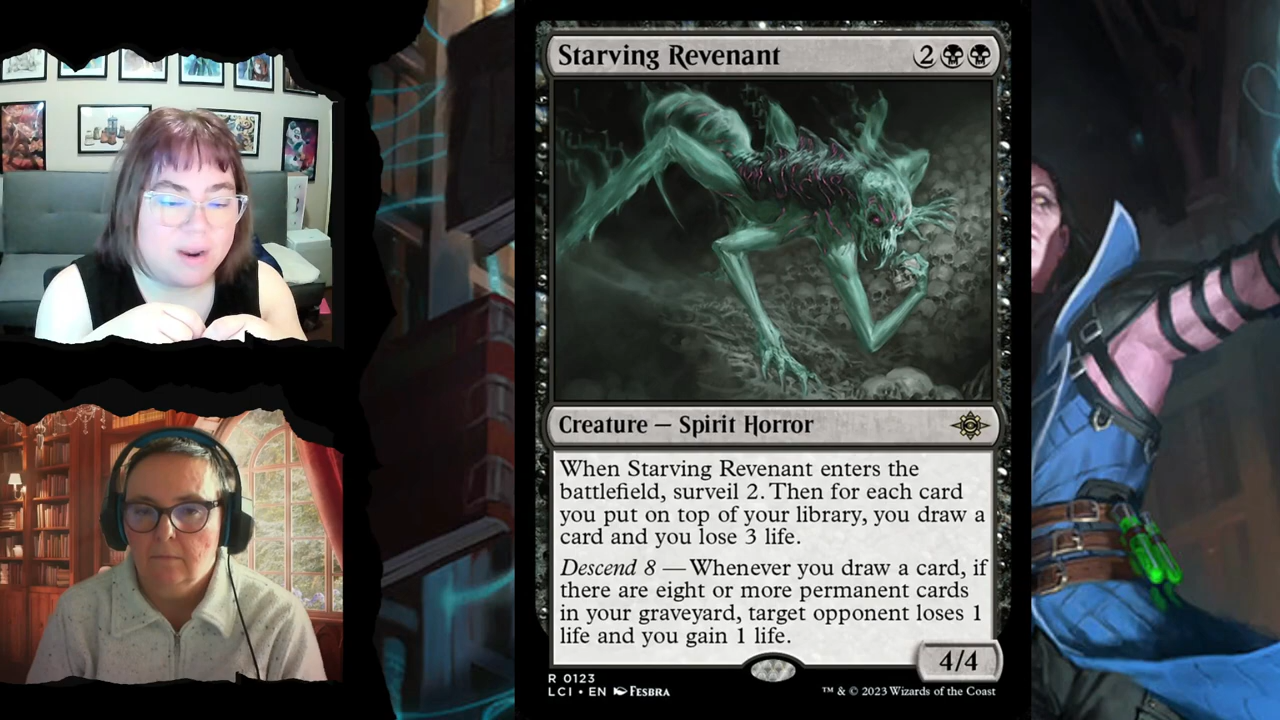 Starving Revenant 2
Creature — Spirit Horror
When Starving Revenant enters the
battlefield, surveil 2. Then for each card
you put on top of your library, you draw a
card and you lose 3 life.
Descend 8 — Whenever you draw a card, if
there are eight or more permanent cards
in your graveyard, target opponent loses 1
life and you gain 1 life.
4/4
R 0123
LCI • EN FESBRA
™ & © 2023 Wizards of the Coast